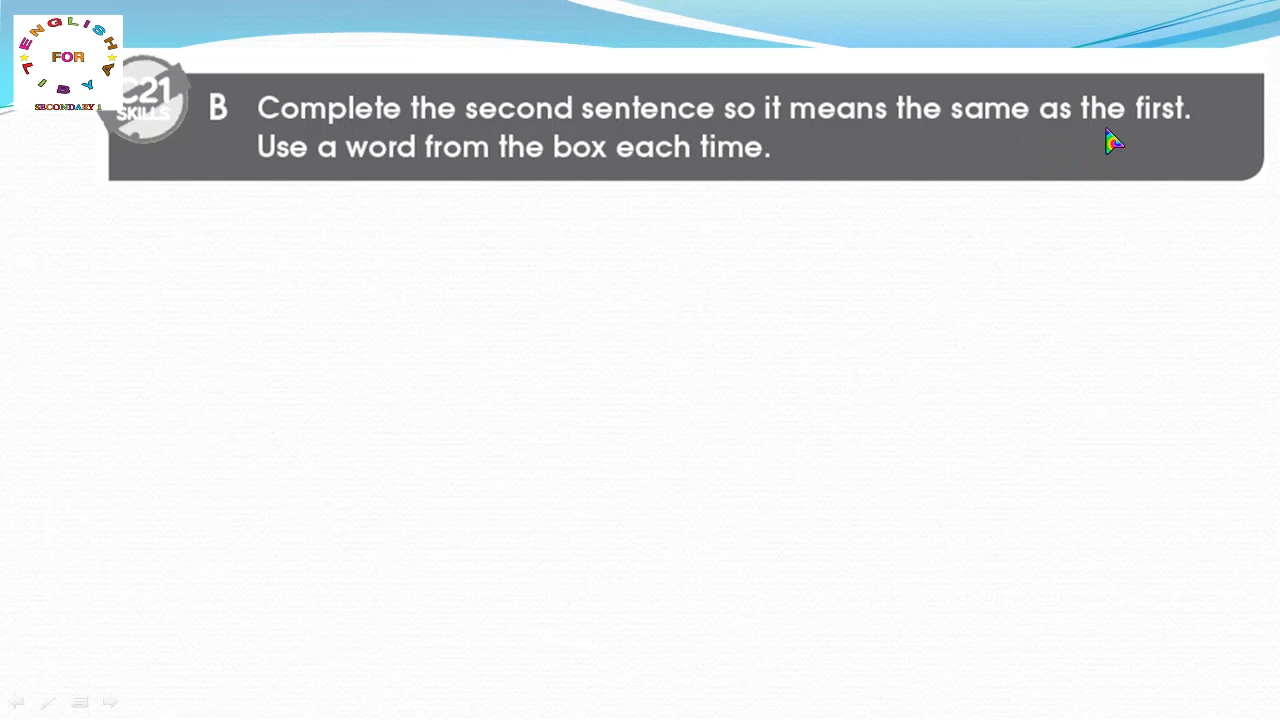 ENGLISH
FOR
LIBYA
SECONDARY 1
C21
SKILLS
B Complete the second sentence so it means the same as the first.
Use a word from the box each time.